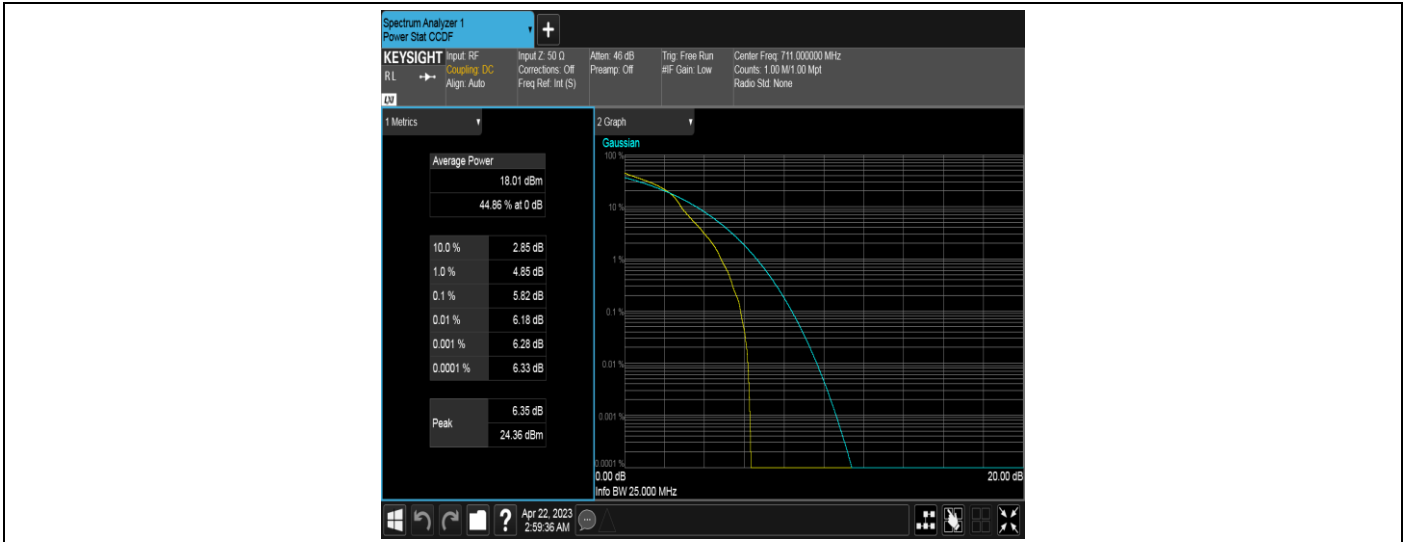 Spectrum Analyzer 1
Power Stat CCDF
+
KEYSIGHT
RL
LXI
Input: RF
Coupling: DC
Align: Auto
Input Z: 50 Ω
Corrections: Off
Freq Ref: Int (S)
Atten: 46 dB
Preamp: Off
Trig: Free Run
#IF Gain: Low
Center Freq: 711.000000 MHz
Counts: 1.00 M/1.00 Mpt
Radio Std: None
1 Metrics
Average Power
18.01 dBm
44.86 % at 0 dB
10.0 % 2.85 dB
1.0 % 4.85 dB
0.1 % 5.82 dB
0.01 % 6.18 dB
0.001 % 6.28 dB
0.0001 % 6.33 dB
Peak
6.35 dB
24.36 dBm
2 Graph
Gaussian
100 %
10 %
1 %
0.1 %
0.01 %
0.001 %
0.0001 %
0.00 dB 20.00 dB
Info BW 25.000 MHz
?
Apr 22, 2023
2:59:36 AM